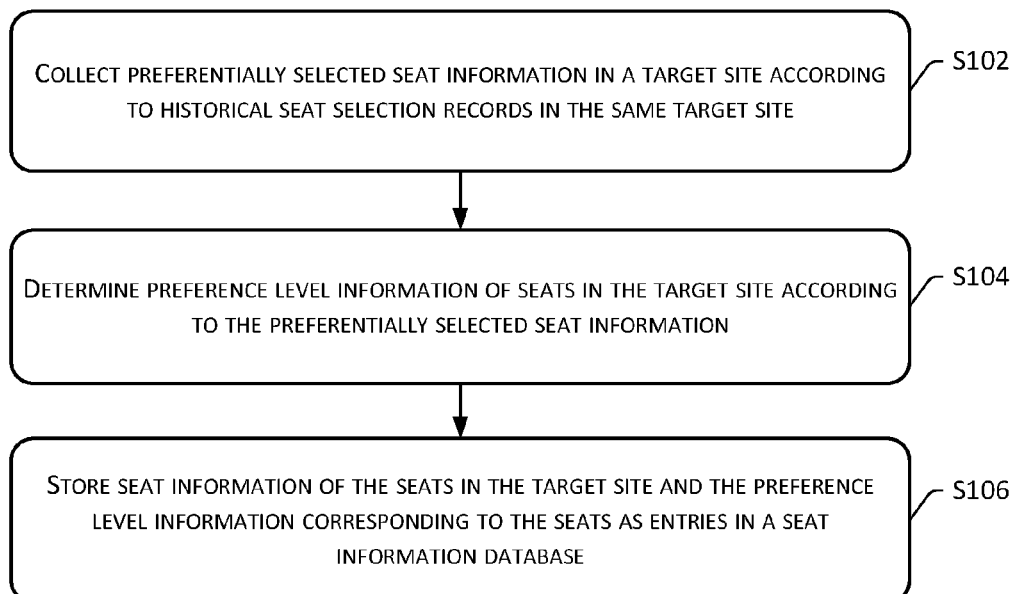 COLLECT PREFERENTIALLY SELECTED SEAT INFORMATION IN A TARGET SITE ACCORDING
TO HISTORICAL SEAT SELECTION RECORDS IN THE SAME TARGET SITE
S102
DETERMINE PREFERENCE LEVEL INFORMATION OF SEATS IN THE TARGET SITE ACCORDING
TO THE PREFERENTIALLY SELECTED SEAT INFORMATION
S104
STORE SEAT INFORMATION OF THE SEATS IN THE TARGET SITE AND THE PREFERENCE
LEVEL INFORMATION CORRESPONDING TO THE SEATS AS ENTRIES IN A SEAT
INFORMATION DATABASE
S106